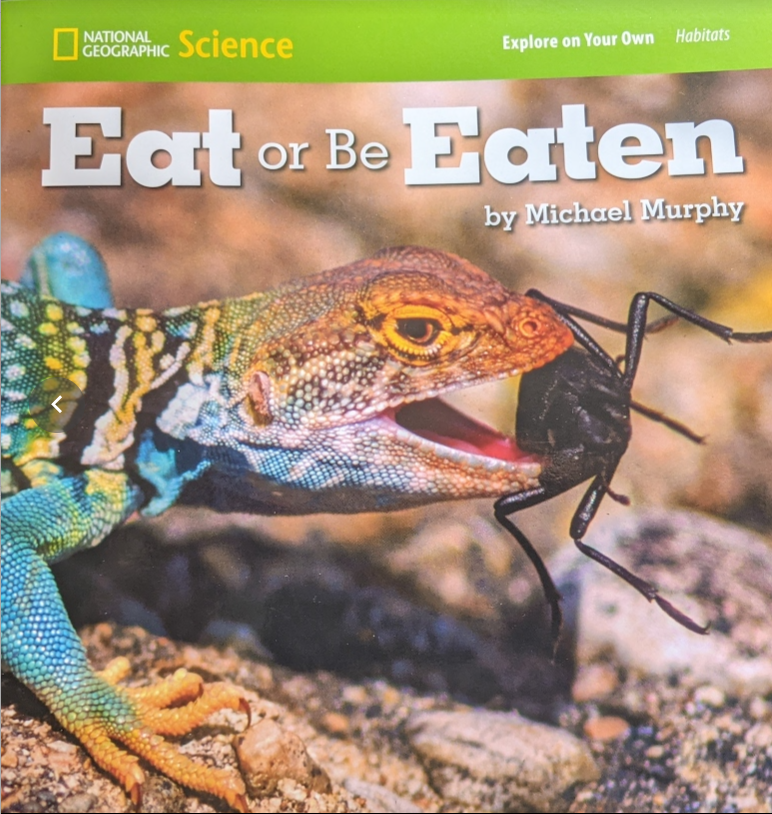 NATIONAL
GEOGRAPHIC Science
Explore on Your Own Habitats
Eat or Be Eaten
by Michael Murphy